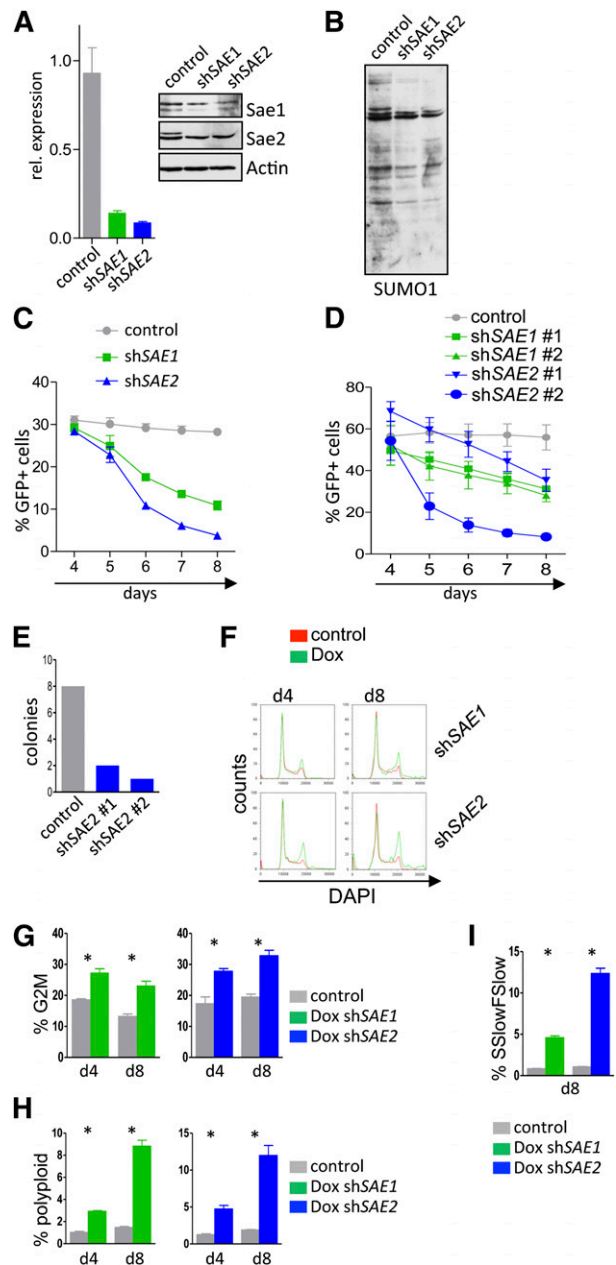 A
rel. expression
1.0
0.5
0.0
control
shSAE1
shSAE2
control
shSAE1
shSAE2
Sae1
Sae2
Actin
B
control
shSAE1
shSAE2
SUMO1
C
control
shSAE1
shSAE2
% GFP+ cells
40
30
20
10
0
4 5 6 7 8
days
D
control
shSAE1 #1
shSAE1 #2
shSAE2 #1
shSAE2 #2
% GFP+ cells
80
60
40
20
0
4 5 6 7 8
days
E
colonies
10
8
6
4
2
0
control
shSAE2 #1
shSAE2 #2
F
control
Dox
d4 d8
counts
shSAE1
shSAE2
DAPI
G
% G2M
40
30
20
10
0
* *
d4 d8
40
30
20
10
0
* *
d4 d8
control
Dox shSAE1
Dox shSAE2
H
% polyploid
10
8
6
4
2
0
* *
d4 d8
15
10
5
0
* *
d4 d8
control
Dox shSAE1
Dox shSAE2
I
% SSlowFSlow
15
10
5
0
* *
d8
control
Dox shSAE1
Dox shSAE2